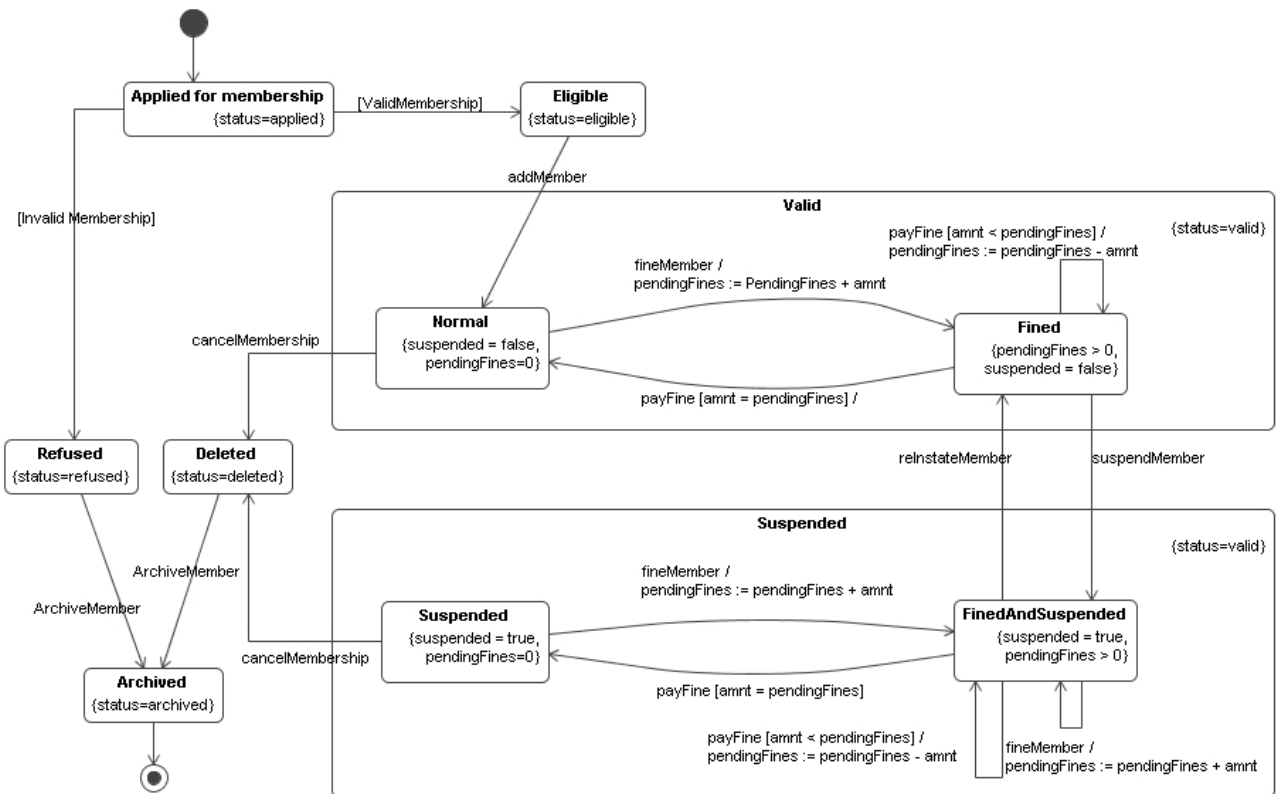 Applied for membership
{status=applied}
[ValidMembership]
Eligible
{status=eligible}
addMember
[Invalid Membership]
Valid
{status=valid}
payFine [amnt < pendingFines] /
pendingFines := pendingFines - amnt
fineMember /
pendingFines := PendingFines + amnt
Normal
{suspended = false,
pendingFines=0}
Fined
{pendingFines > 0,
suspended = false}
cancelMembership
payFine [amnt = pendingFines] /
Refused
{status=refused}
Deleted
{status=deleted}
reInstateMember
suspendMember
Suspended
{status=valid}
fineMember /
pendingFines := pendingFines + amnt
ArchiveMember
ArchiveMember
Suspended
{suspended = true,
pendingFines=0}
FinedAndSuspended
{suspended = true,
pendingFines > 0}
cancelMembership
payFine [amnt = pendingFines]
Archived
{status=archived}
payFine [amnt < pendingFines] /
pendingFines := pendingFines - amnt
fineMember /
pendingFines := pendingFines + amnt